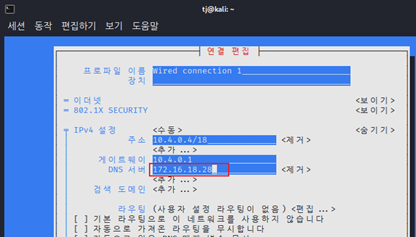 tj@kali: ~
세션 동작 편집하기 보기 도움말
연결 편집
프로파일 이름 Wired connection 1
장치
= 이더넷 <보이기>
= 802.1X SECURITY <보이기>
= IPv4 설정 <수동> <숨기기>
주소 10.4.0.4/18 <제거>
<추가...>
게이트웨이 10.4.0.1
DNS 서버 172.16.18.28 <제거>
<추가...>
검색 도메인 <추가...>
라우팅 (사용자 설정 라우팅이 없음) <편집...>
[ ] 기본 라우팅으로 이 네트워크를 사용하지 않습니다
[ ] 자동으로 가져온 라우팅을 무시합니다